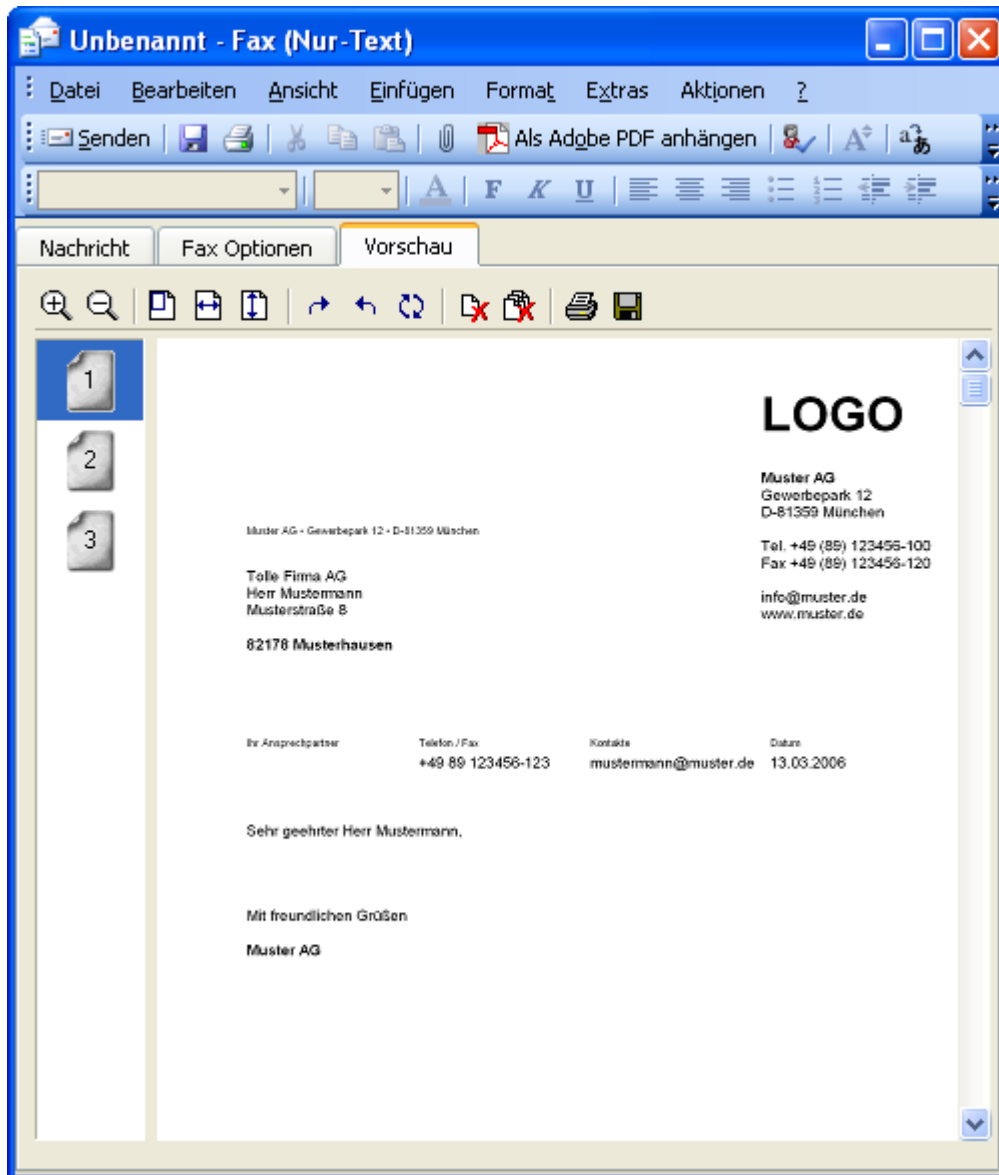 Unbenannt - Fax (Nur-Text)
Datei Bearbeiten Ansicht Einfügen Format Extras Aktionen ?
Senden Als Adobe PDF anhängen
A F K U
Nachricht Fax Optionen Vorschau
1
2
3
LOGO
Muster AG
Gewerbepark 12
D-81359 München
Tel. +49 (89) 123456-100
Fax +49 (89) 123456-120
info@muster.de
www.muster.de
Muster AG • Gewerbepark 12 • D-81359 München
Tolle Firma AG
Herr Mustermann
Musterstraße 8
82178 Musterhausen
Ihr Ansprechpartner Telefon / Fax Kontakte Datum
+49 89 123456-123 mustermann@muster.de 13.03.2006
Sehr geehrter Herr Mustermann,
Mit freundlichen Grüßen
Muster AG